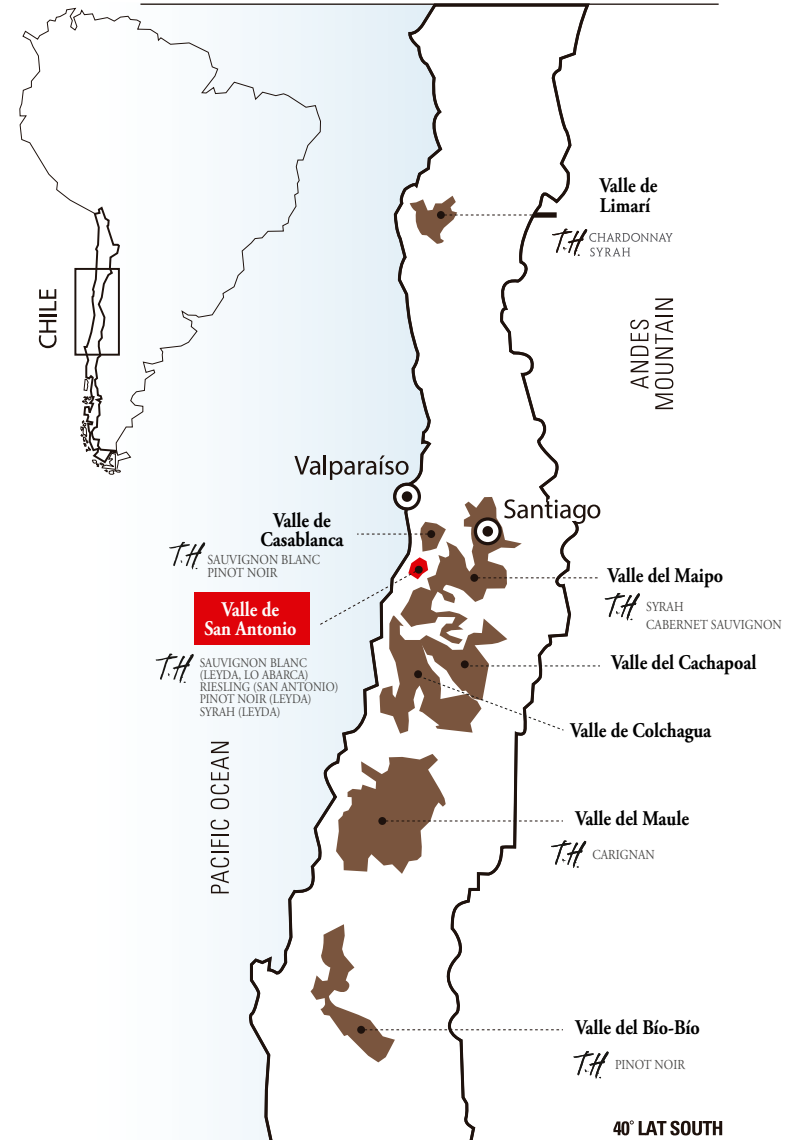 CHILE
Valle de
Limarí
T.H. CHARDONNAY
SYRAH
ANDES
MOUNTAIN
Valparaíso
Santiago
Valle de
Casablanca
T.H. SAUVIGNON BLANC
PINOT NOIR
Valle del Maipo
T.H. SYRAH
CABERNET SAUVIGNON
Valle de
San Antonio
T.H. SAUVIGNON BLANC
(LEYDA, LO ABARCA)
RIESLING (SAN ANTONIO)
PINOT NOIR (LEYDA)
SYRAH (LEYDA)
Valle del Cachapoal
Valle de Colchagua
PACIFIC OCEAN
Valle del Maule
T.H. CARIGNAN
Valle del Bío-Bío
T.H. PINOT NOIR
40° LAT SOUTH